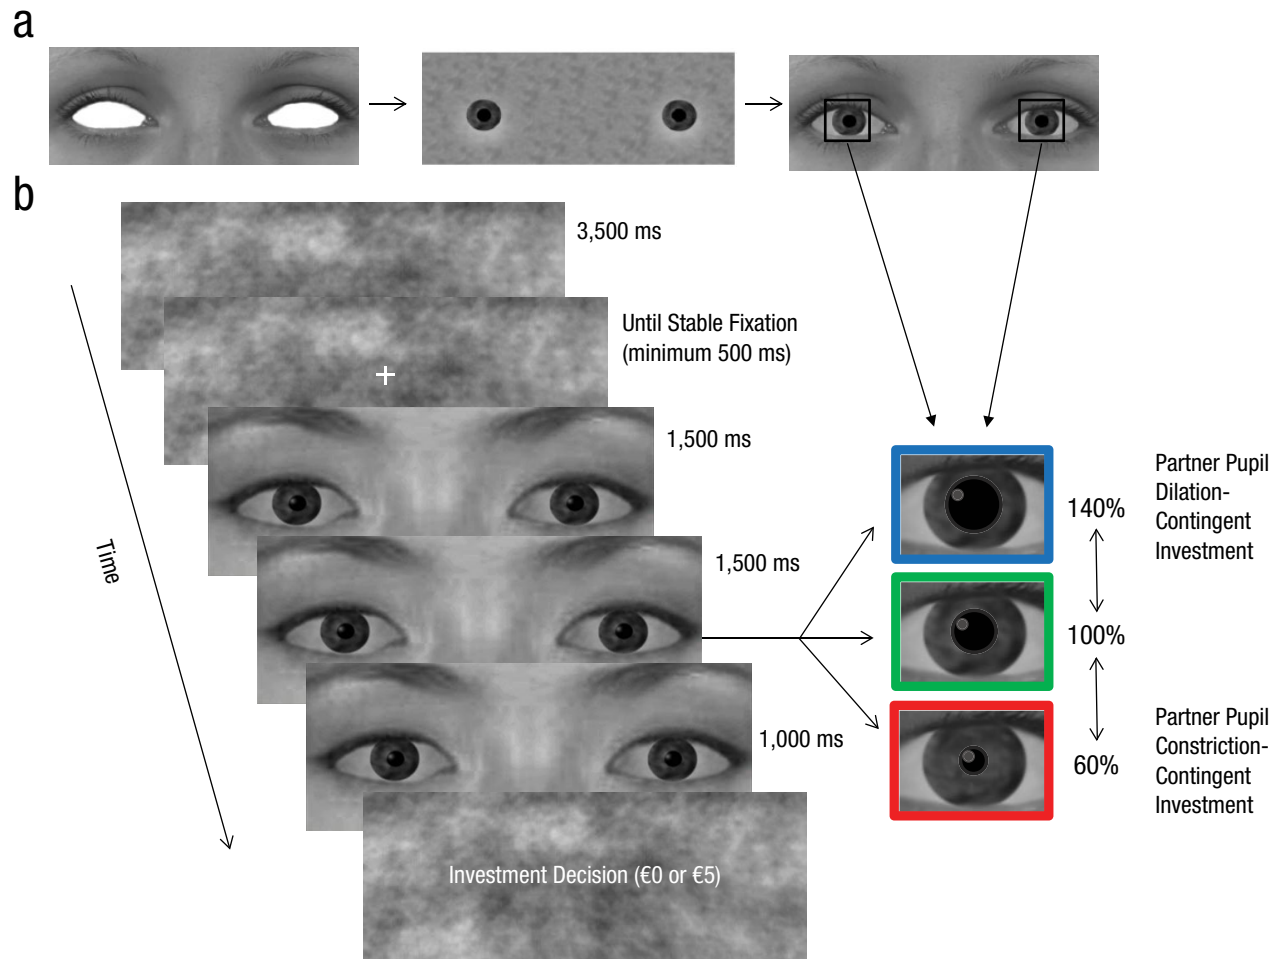 a
b
3,500 ms
Until Stable Fixation
(minimum 500 ms)
1,500 ms
1,500 ms
1,000 ms
Time
Investment Decision (€0 or €5)
140%
100%
60%
Partner Pupil
Dilation-
Contingent
Investment
Partner Pupil
Constriction-
Contingent
Investment